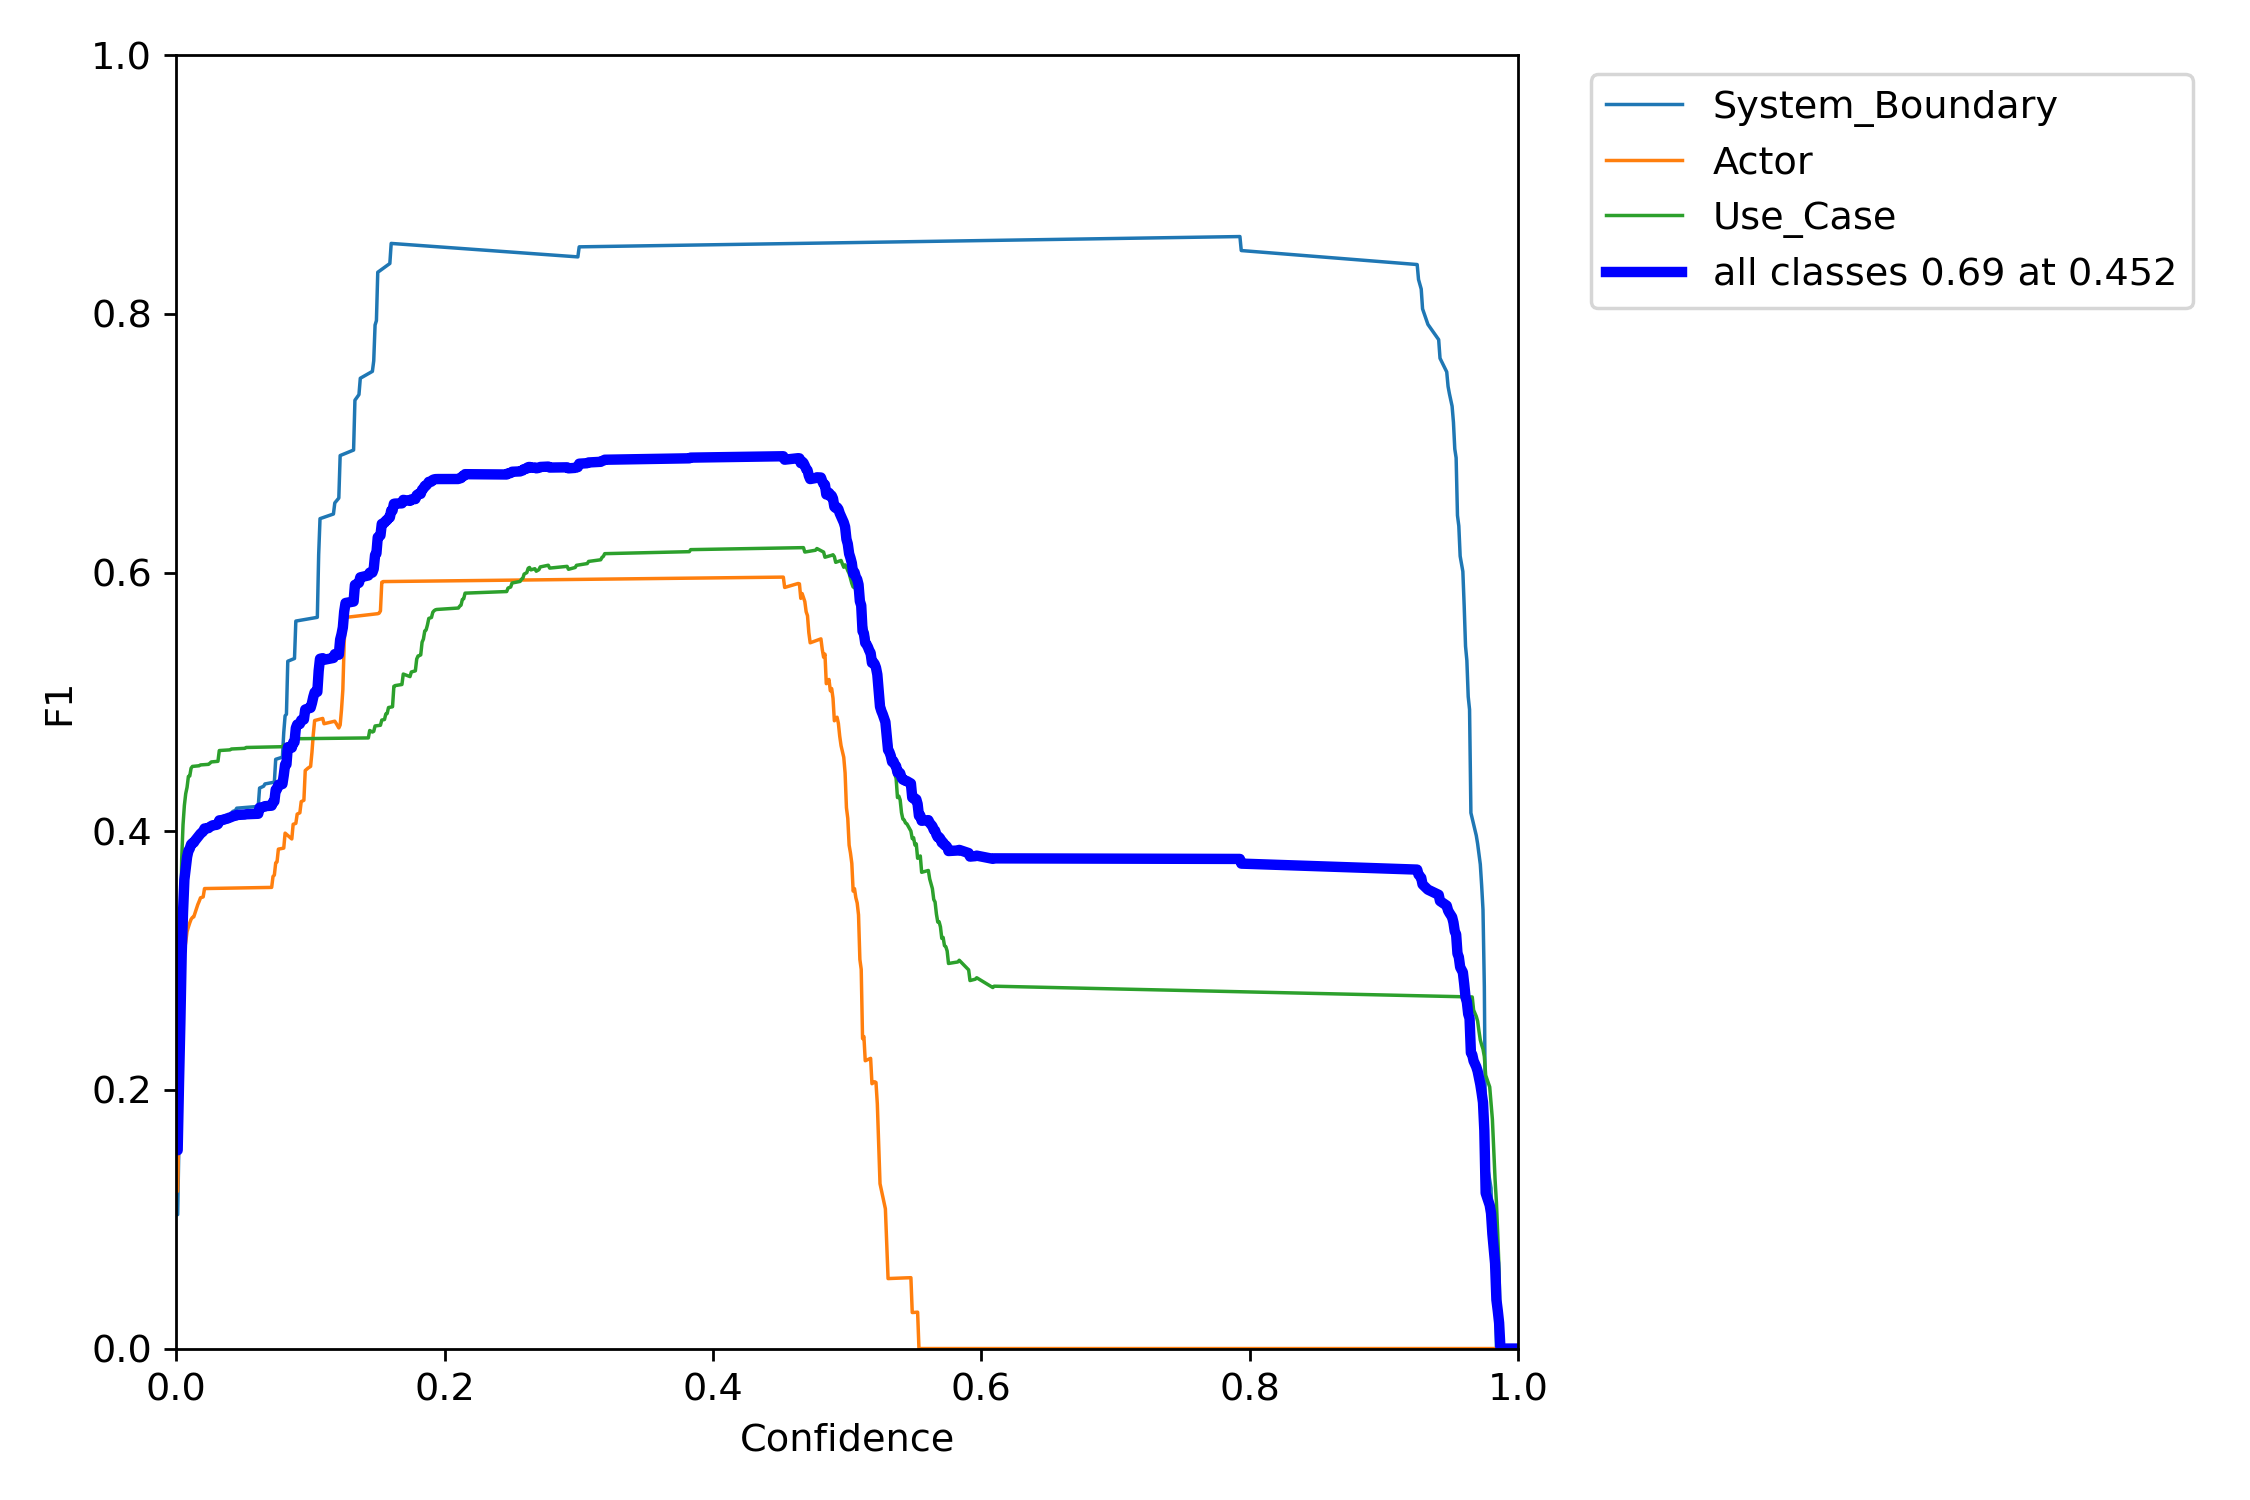 1.0
0.8
0.6
0.4
0.2
0.0
F1
0.0 0.2 0.4 0.6 0.8 1.0
Confidence
System_Boundary
Actor
Use_Case
all classes 0.69 at 0.452